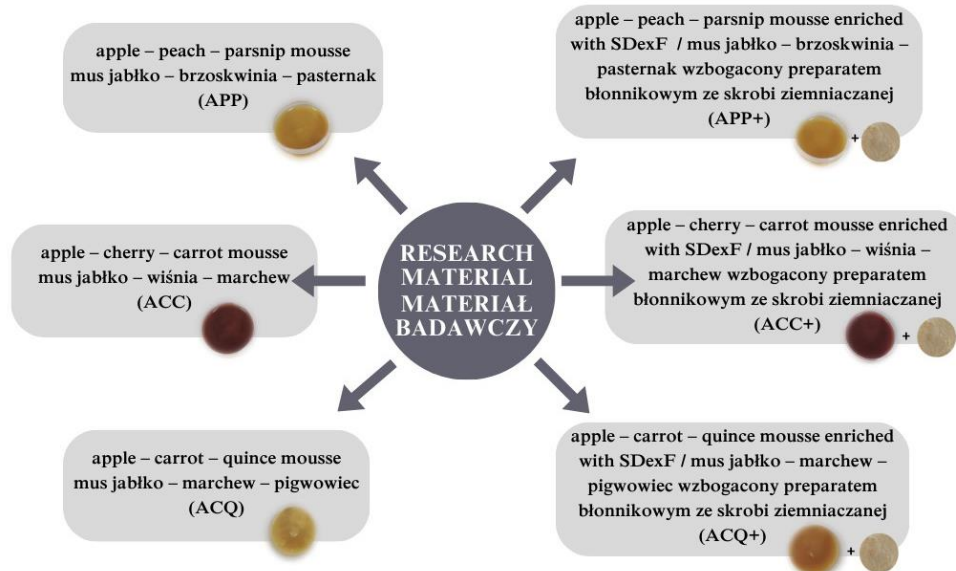 apple – peach – parsnip mousse
mus jabłko – brzoskwinia – pasternak
(APP)
apple – peach – parsnip mousse enriched
with SDexF / mus jabłko – brzoskwinia –
pasternak wzbogacony preparatem
błonnikowym ze skrobi ziemniaczanej
(APP+)
+
apple – cherry – carrot mousse
mus jabłko – wiśnia – marchew
(ACC)
RESEARCH
MATERIAL
MATERIAŁ
BADAWCZY
apple – cherry – carrot mousse enriched
with SDexF / mus jabłko – wiśnia –
marchew wzbogacony preparatem
błonnikowym ze skrobi ziemniaczanej
(ACC+)
+
apple – carrot – quince mousse
mus jabłko – marchew – pigwowiec
(ACQ)
apple – carrot – quince mousse enriched
with SDexF / mus jabłko – marchew –
pigwowiec wzbogacony preparatem
błonnikowym ze skrobi ziemniaczanej
(ACQ+)
+